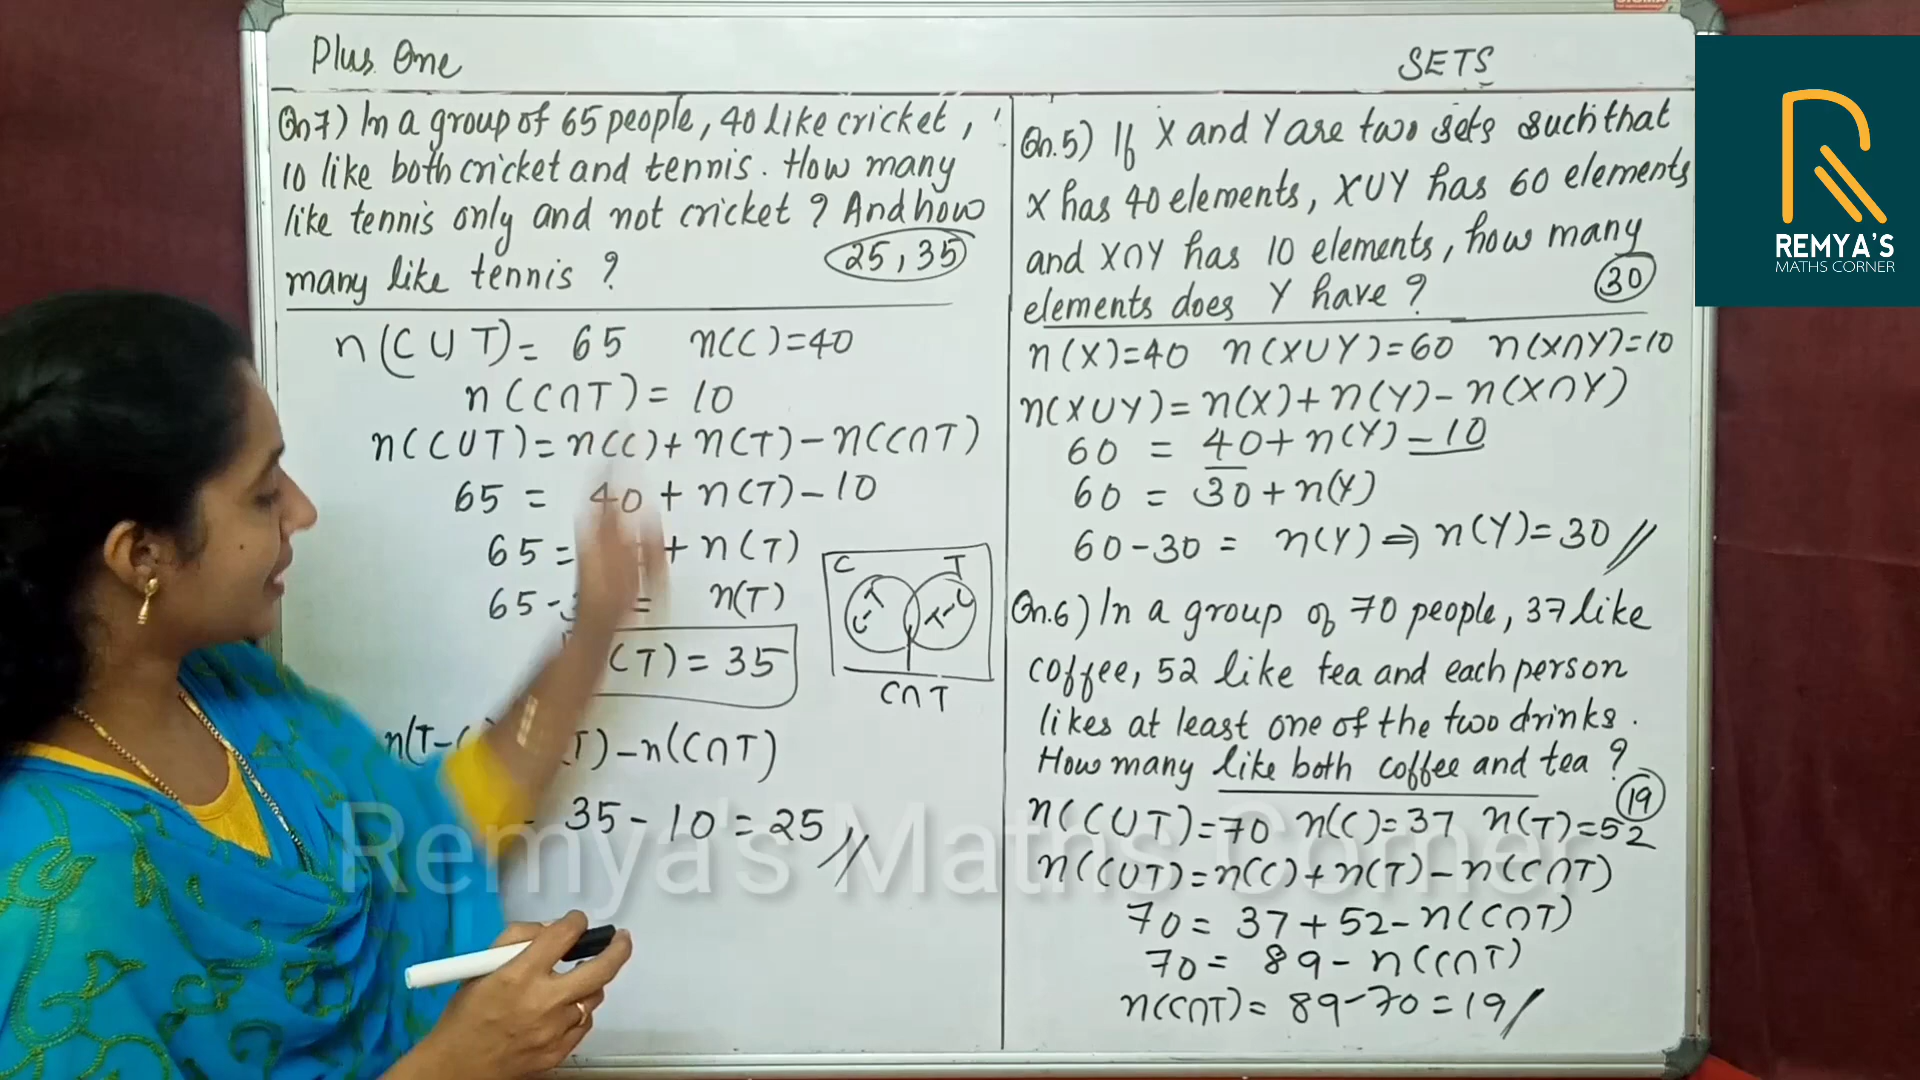 Plus One
SETS
Qn 7) In a group of 65 people, 40 like cricket,
10 like both cricket and tennis. How many
like tennis only and not cricket? And how
many like tennis?
25, 35
n(C∪T)= 65 n(C)=40
n(C∩T)= 10
n(C∪T)= n(C)+ n(T)-n(C∩T)
65 = 40 + n(T)-10
65= + n(T)
65- = n(T)
(T)= 35
n(T- T)-n(C∩T)
35-10=25//
C T
C-T T-C
C∩T
Qn.5) If X and Y are two sets such that
X has 40 elements, X∪Y has 60 elements
and X∩Y has 10 elements, how many
elements does Y have?
30
n(X)=40 n(X∪Y)=60 n(X∩Y)=10
n(X∪Y)= n(X)+n(Y)-n(X∩Y)
60 = 40+n(Y)-10
60 = 30+n(Y)
60-30 = n(Y)⇒ n(Y)=30//
Qn.6) In a group of 70 people, 37 like
coffee, 52 like tea and each person
likes at least one of the two drinks.
How many like both coffee and tea?
19
n(C∪T)=70 n(C)=37 n(T)=52
n(C∪T)=n(C)+n(T)-n(C∩T)
70= 37+52-n(C∩T)
70= 89-n(C∩T)
n(C∩T)= 89-70=19//
REMYA'S
MATHS CORNER
Remya's Maths Corner